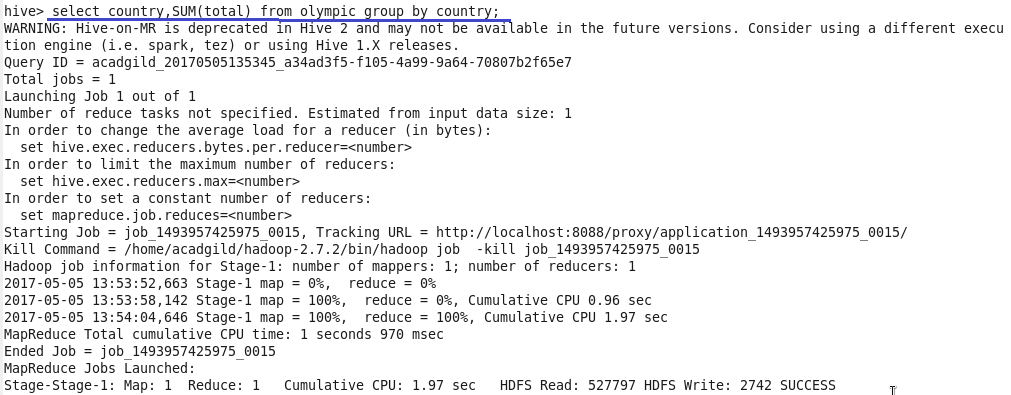 hive> select country,SUM(total) from olympic group by country;
WARNING: Hive-on-MR is deprecated in Hive 2 and may not be available in the future versions. Consider using a different execu
tion engine (i.e. spark, tez) or using Hive 1.X releases.
Query ID = acadgild_20170505135345_a34ad3f5-f105-4a99-9a64-70807b2f65e7
Total jobs = 1
Launching Job 1 out of 1
Number of reduce tasks not specified. Estimated from input data size: 1
In order to change the average load for a reducer (in bytes):
  set hive.exec.reducers.bytes.per.reducer=<number>
In order to limit the maximum number of reducers:
  set hive.exec.reducers.max=<number>
In order to set a constant number of reducers:
  set mapreduce.job.reduces=<number>
Starting Job = job_1493957425975_0015, Tracking URL = http://localhost:8088/proxy/application_1493957425975_0015/
Kill Command = /home/acadgild/hadoop-2.7.2/bin/hadoop job  -kill job_1493957425975_0015
Hadoop job information for Stage-1: number of mappers: 1; number of reducers: 1
2017-05-05 13:53:52,663 Stage-1 map = 0%,  reduce = 0%
2017-05-05 13:53:58,142 Stage-1 map = 100%,  reduce = 0%, Cumulative CPU 0.96 sec
2017-05-05 13:54:04,646 Stage-1 map = 100%,  reduce = 100%, Cumulative CPU 1.97 sec
MapReduce Total cumulative CPU time: 1 seconds 970 msec
Ended Job = job_1493957425975_0015
MapReduce Jobs Launched:
Stage-Stage-1: Map: 1  Reduce: 1   Cumulative CPU: 1.97 sec   HDFS Read: 527797 HDFS Write: 2742 SUCCESS